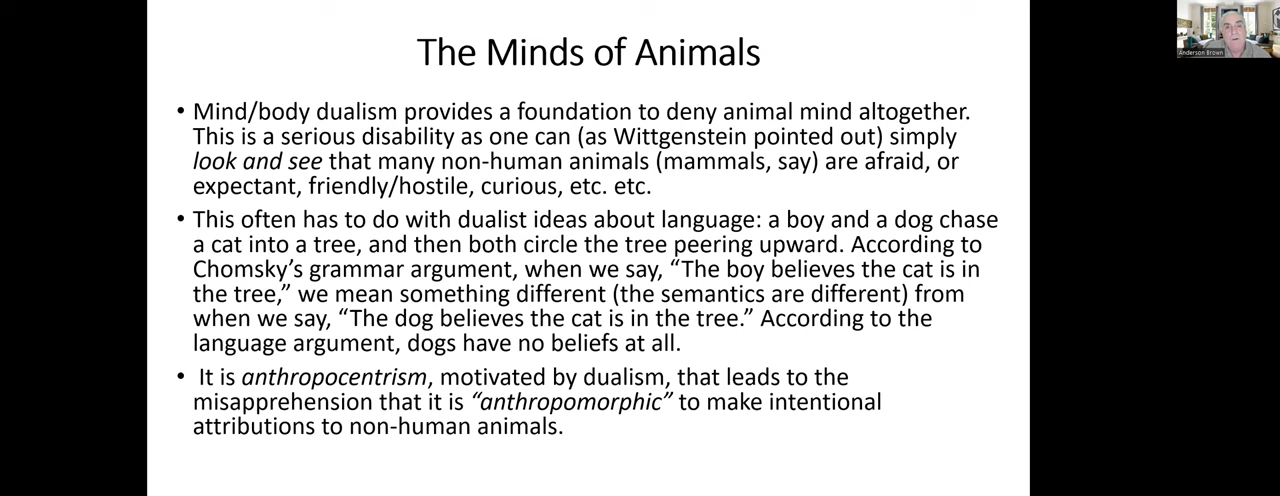 The Minds of Animals
• Mind/body dualism provides a foundation to deny animal mind altogether.
This is a serious disability as one can (as Wittgenstein pointed out) simply
look and see that many non-human animals (mammals, say) are afraid, or
expectant, friendly/hostile, curious, etc. etc.
• This often has to do with dualist ideas about language: a boy and a dog chase
a cat into a tree, and then both circle the tree peering upward. According to
Chomsky’s grammar argument, when we say, “The boy believes the cat is in
the tree,” we mean something different (the semantics are different) from
when we say, “The dog believes the cat is in the tree.” According to the
language argument, dogs have no beliefs at all.
• It is anthropocentrism, motivated by dualism, that leads to the
misapprehension that it is “anthropomorphic” to make intentional
attributions to non-human animals.
Anderson Brown